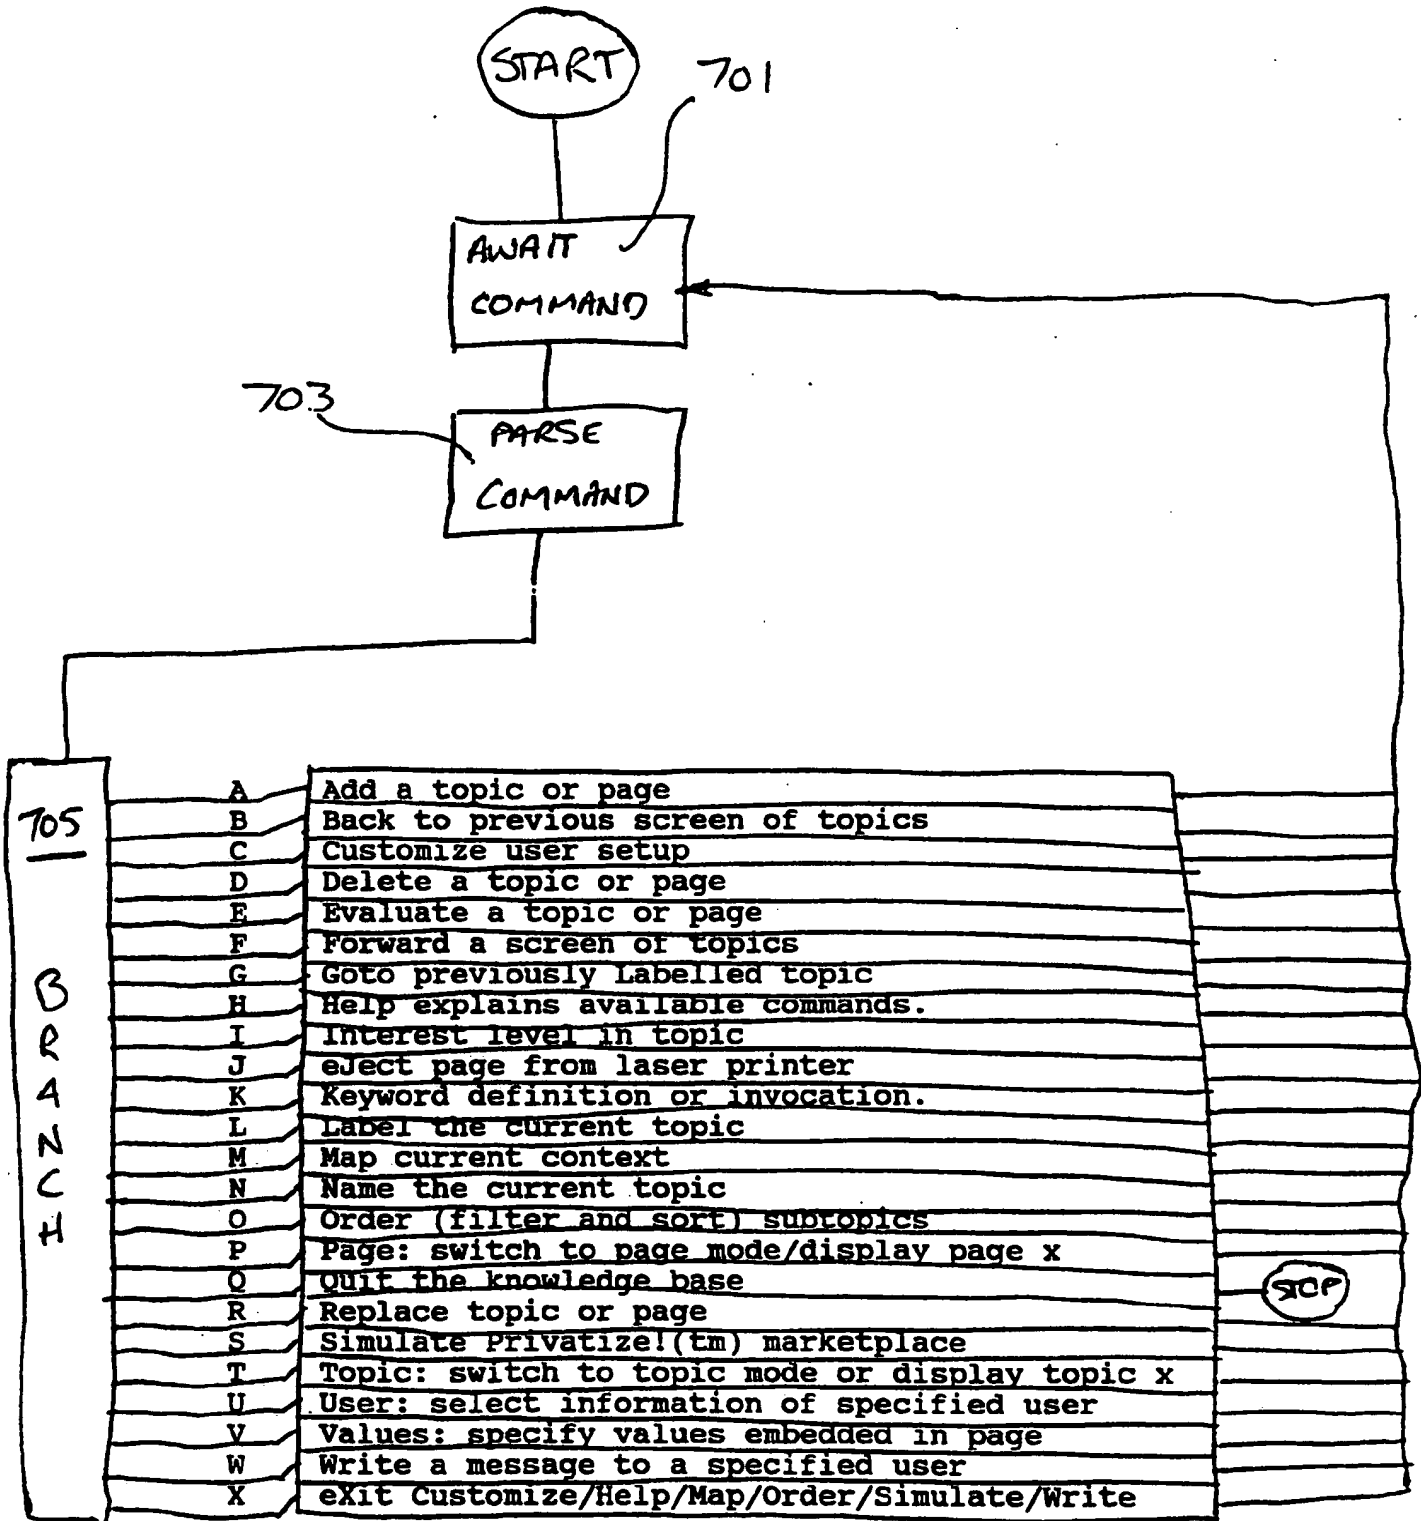 START
701
AWAIT
COMMAND
703
PARSE
COMMAND
705
BRANCH
A Add a topic or page
B Back to previous screen of topics
C Customize user setup
D Delete a topic or page
E Evaluate a topic or page
F Forward a screen of topics
G Goto previously Labelled topic
H Help explains available commands.
I Interest level in topic
J eJect page from laser printer
K Keyword definition or invocation.
L Label the current topic
M Map current context
N Name the current topic
O Order (filter and sort) subtopics
P Page: switch to page mode/display page x
Q Quit the knowledge base
STOP
R Replace topic or page
S Simulate Privatize!(tm) marketplace
T Topic: switch to topic mode or display topic x
U User: select information of specified user
V Values: specify values embedded in page
W Write a message to a specified user
X eXit Customize/Help/Map/Order/Simulate/Write